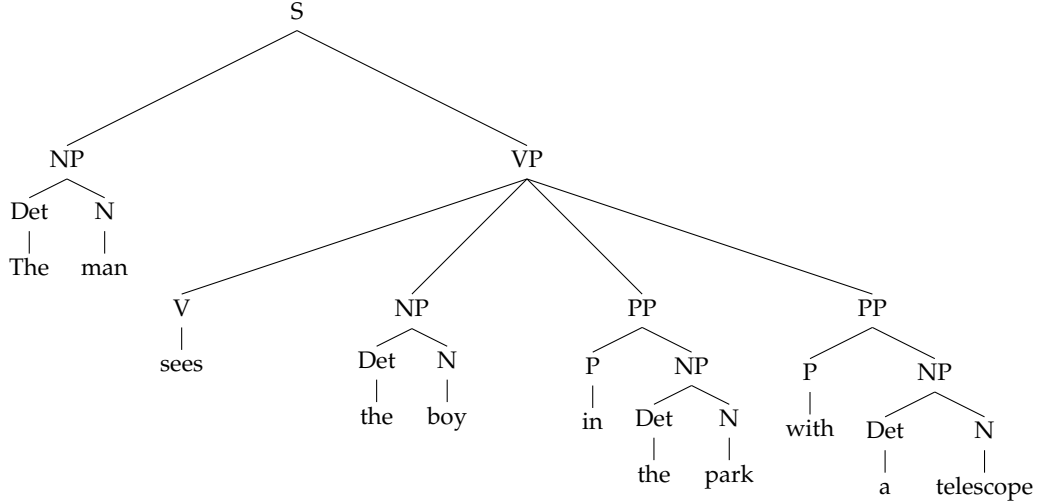 S
NP VP
Det N
The man
V NP PP PP
sees Det N P NP P NP
the boy in Det N with Det N
the park a telescope